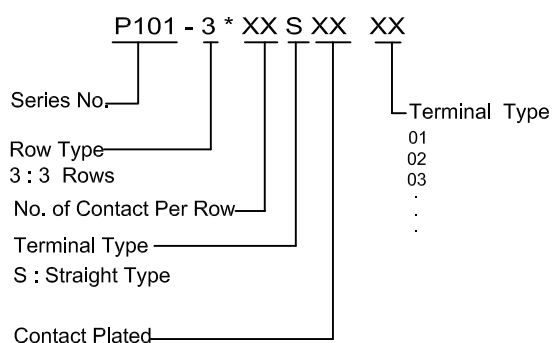 P101 - 3 * XX S XX XX
Series No.
Terminal Type
01
02
03
.
.
.
Row Type
3 : 3 Rows
No. of Contact Per Row
Terminal Type
S : Straight Type
Contact Plated